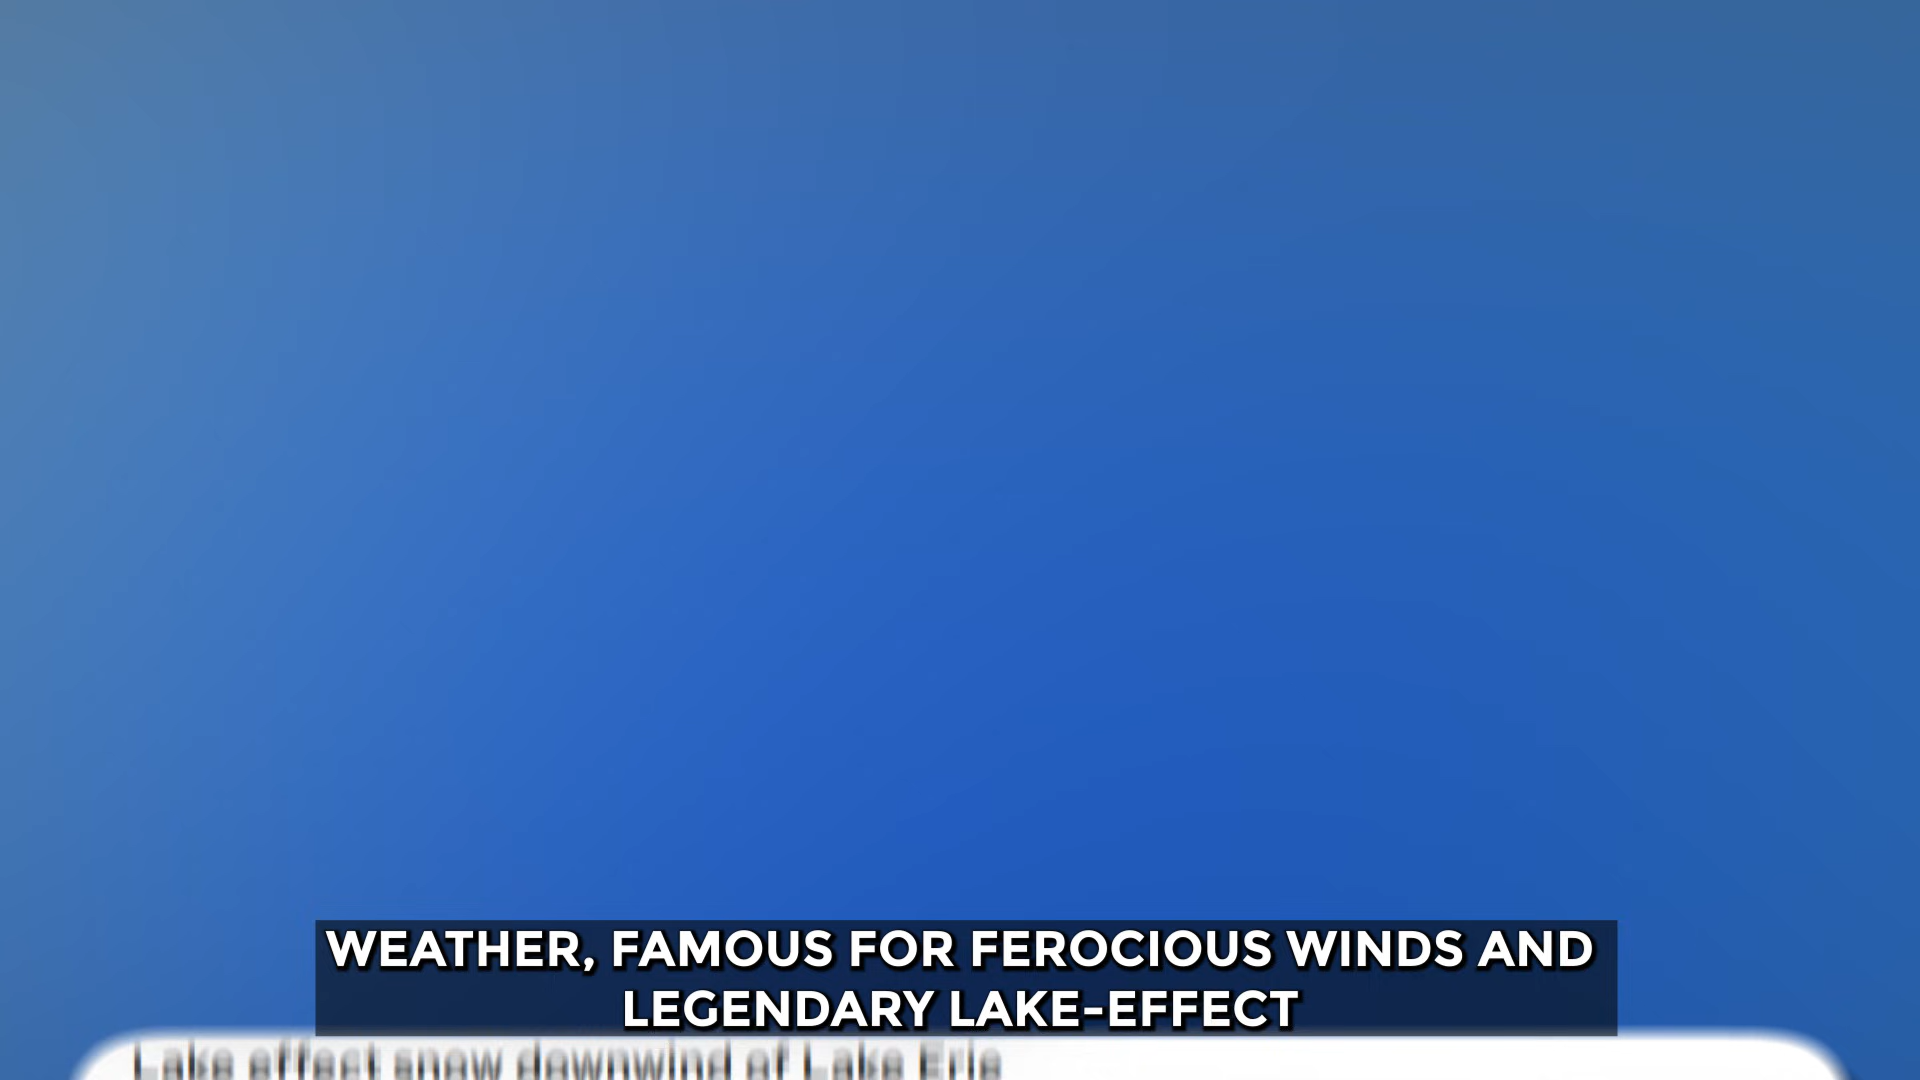 WEATHER, FAMOUS FOR FEROCIOUS WINDS AND
LEGENDARY LAKE-EFFECT
Lake effect snow downwind of Lake Erie